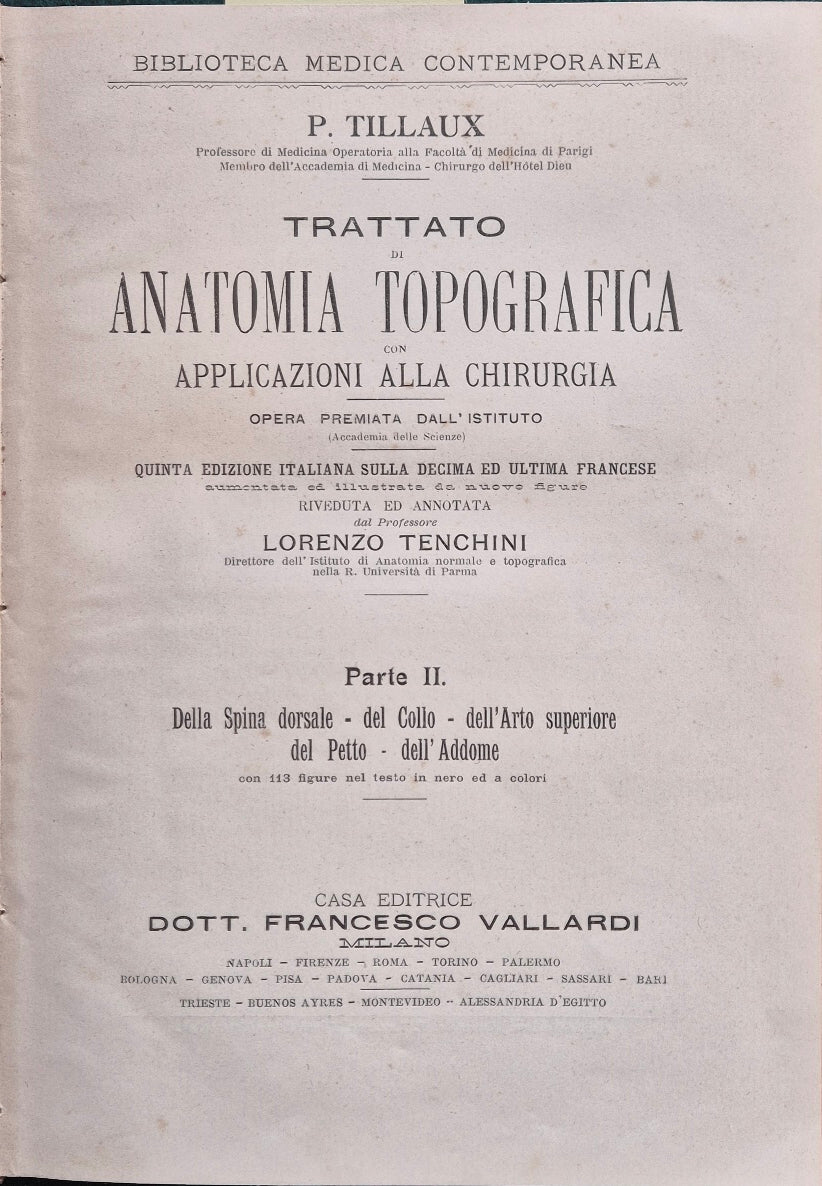 BIBLIOTECA MEDICA CONTEMPORANEA
P. TILLAUX
Professore di Medicina Operatoria alla Facoltà di Medicina di Parigi
Membro dell'Accademia di Medicina - Chirurgo dell'Hôtel Dieu
TRATTATO
DI
ANATOMIA TOPOGRAFICA
CON
APPLICAZIONI ALLA CHIRURGIA
OPERA PREMIATA DALL'ISTITUTO
(Accademia delle Scienze)
QUINTA EDIZIONE ITALIANA SULLA DECIMA ED ULTIMA FRANCESE
aumentata ed illustrata da nuove figure
RIVEDUTA ED ANNOTATA
dal Professore
LORENZO TENCHINI
Direttore dell'Istituto di Anatomia normale e topografica
nella R. Università di Parma
Parte II.
Della Spina dorsale - del Collo - dell'Arto superiore
del Petto - dell'Addome
con 113 figure nel testo in nero ed a colori
CASA EDITRICE
DOTT. FRANCESCO VALLARDI
MILANO
NAPOLI - FIRENZE - ROMA - TORINO - PALERMO
BOLOGNA - GENOVA - PISA - PADOVA - CATANIA - CAGLIARI - SASSARI - BARI
TRIESTE - BUENOS AYRES - MONTEVIDEO - ALESSANDRIA D'EGITTO